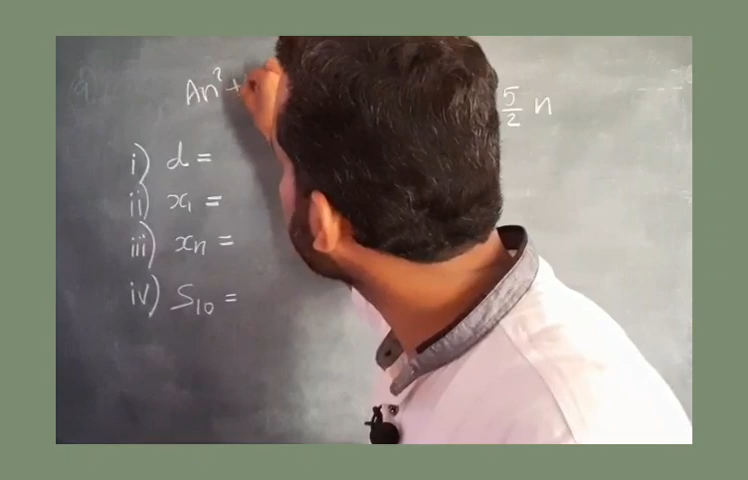 An² + 5/2 n
i) d =
ii) x₁ =
iii) xₙ =
iv) S₁₀ =